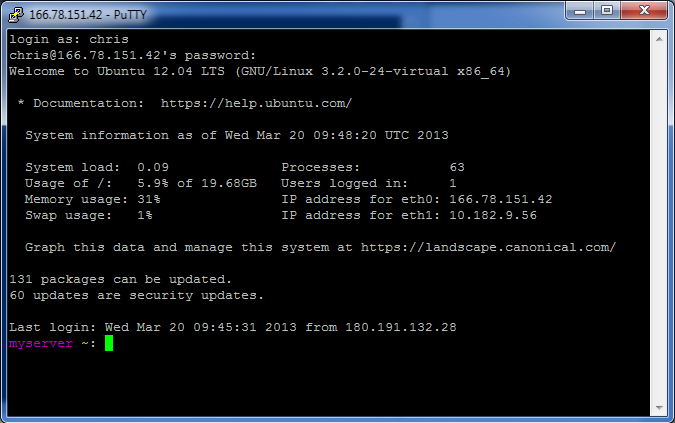 166.78.151.42 - PuTTY
login as: chris
chris@166.78.151.42's password:
Welcome to Ubuntu 12.04 LTS (GNU/Linux 3.2.0-24-virtual x86_64)
* Documentation:  https://help.ubuntu.com/
System information as of Wed Mar 20 09:48:20 UTC 2013
System load:  0.09              Processes:           63
Usage of /:   5.9% of 19.68GB   Users logged in:     1
Memory usage: 31%               IP address for eth0: 166.78.151.42
Swap usage:   1%                IP address for eth1: 10.182.9.56
Graph this data and manage this system at https://landscape.canonical.com/
131 packages can be updated.
60 updates are security updates.
Last login: Wed Mar 20 09:45:31 2013 from 180.191.132.28
myserver ~: